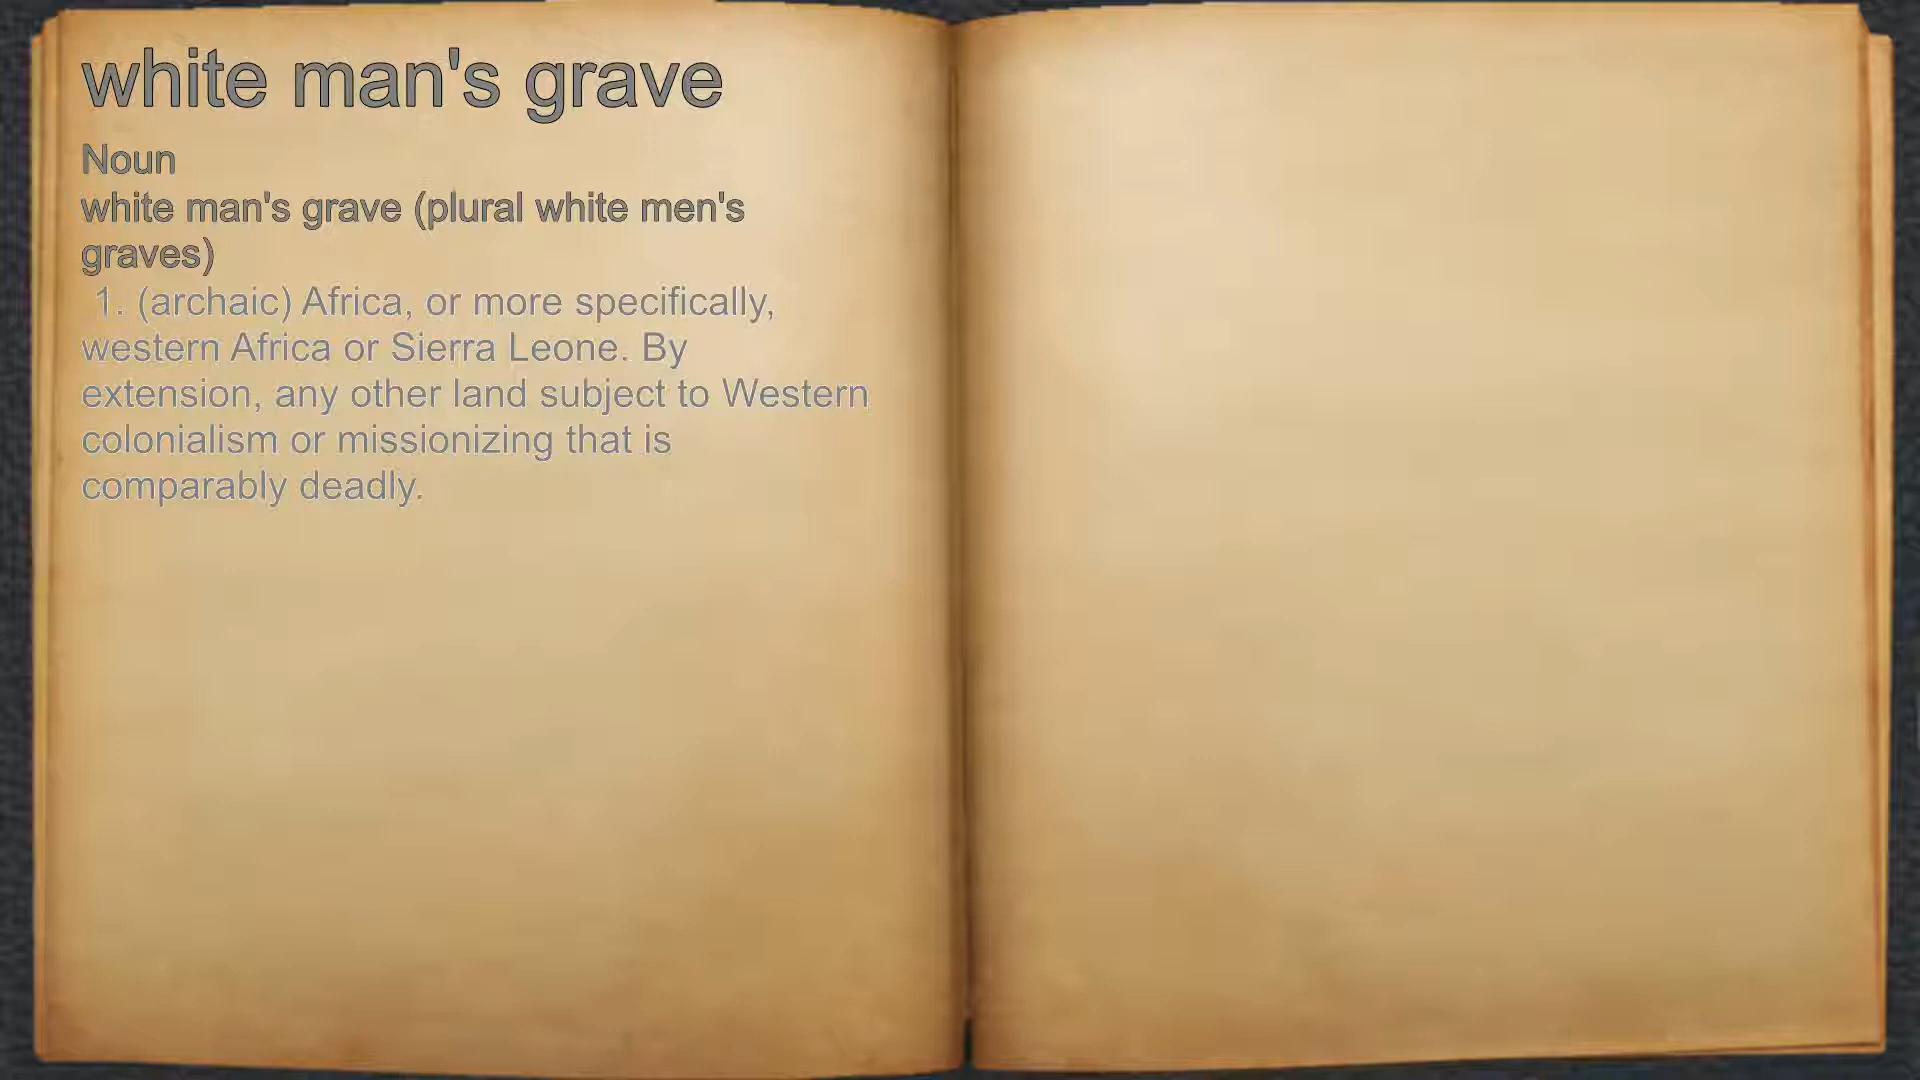 white man's grave
Noun
white man's grave (plural white men's
graves)
1. (archaic) Africa, or more specifically,
western Africa or Sierra Leone. By
extension, any other land subject to Western
colonialism or missionizing that is
comparably deadly.